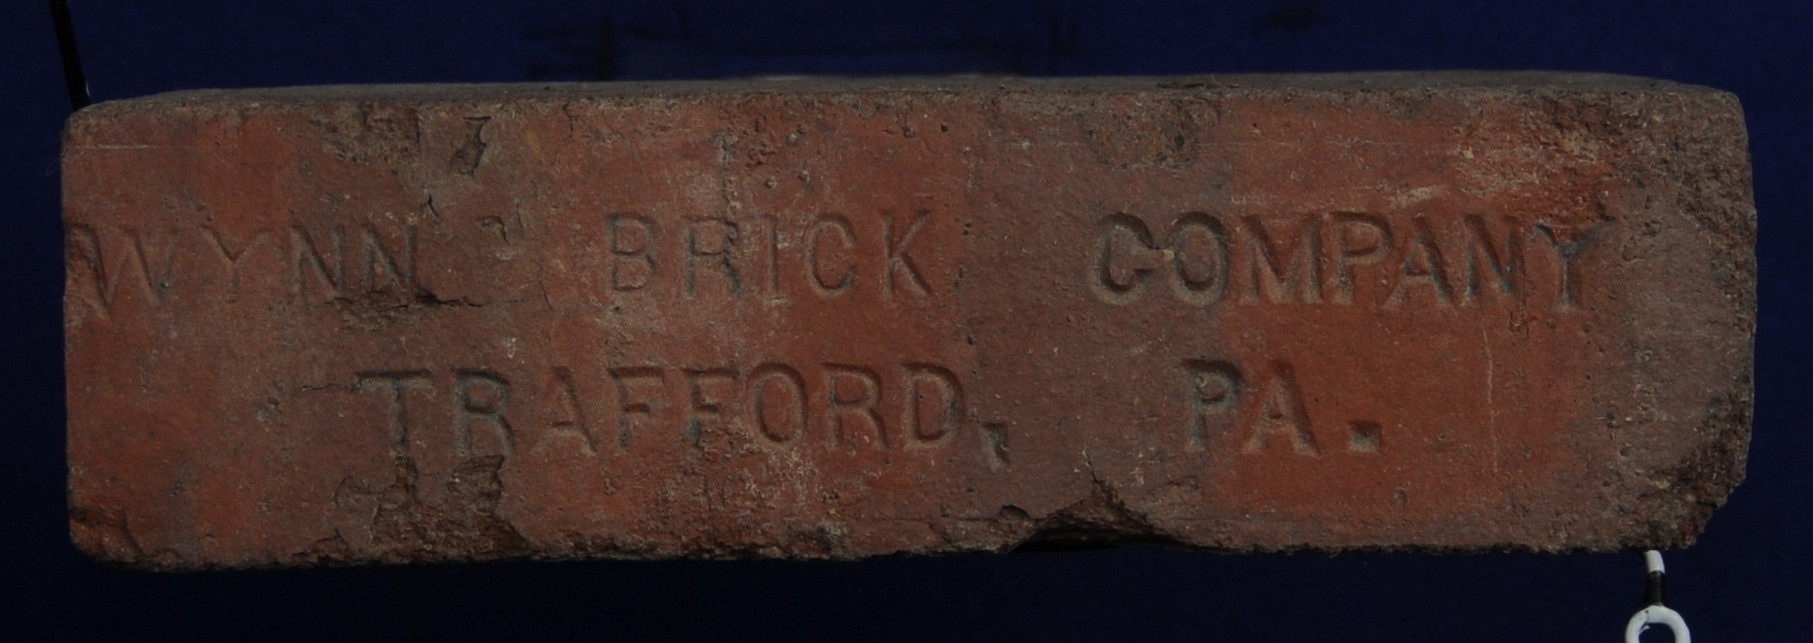 WYNN BRICK COMPANY
TRAFFORD, PA.